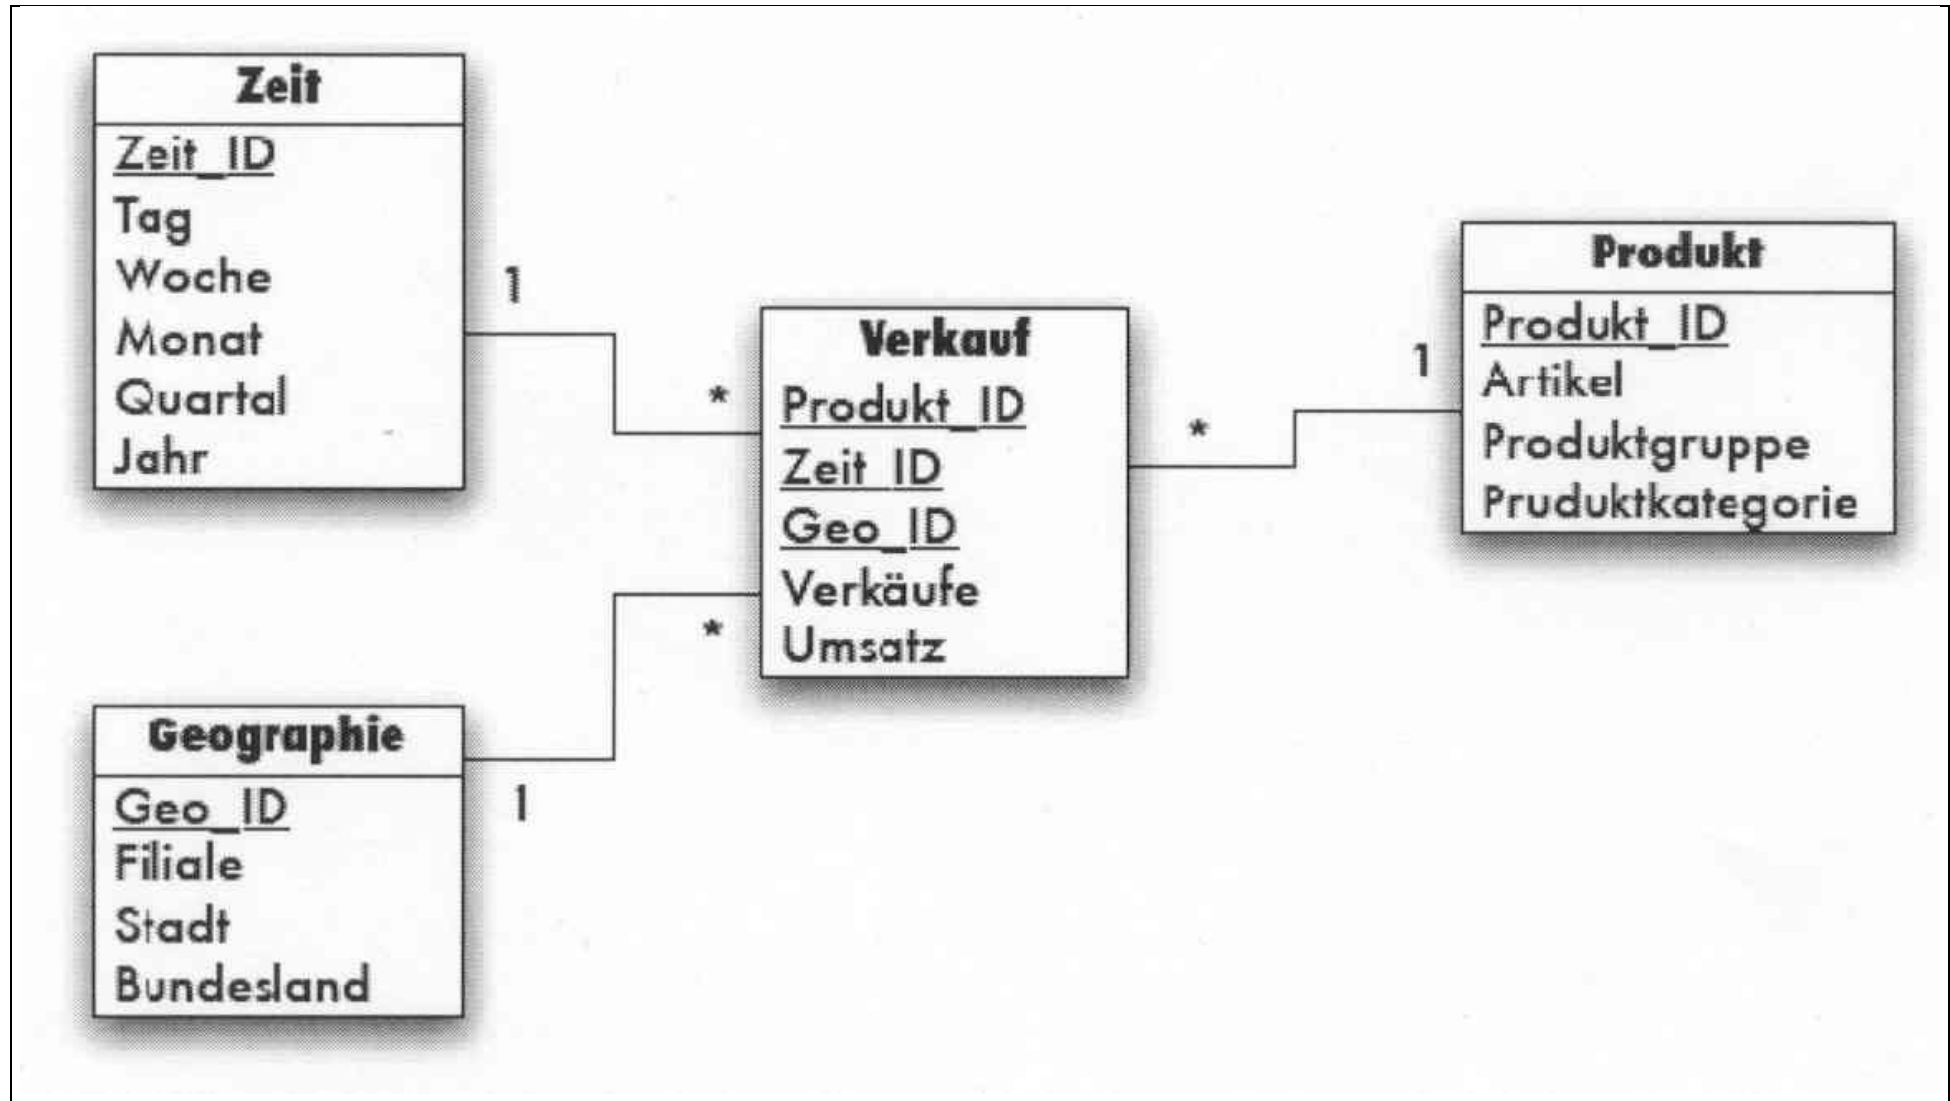 Zeit
Zeit_ID
Tag
Woche
Monat
Quartal
Jahr
1
*
Verkauf
Produkt_ID
Zeit_ID
Geo_ID
Verkäufe
Umsatz
*
1
Produkt
Produkt_ID
Artikel
Produktgruppe
Pruduktkategorie
*
1
Geographie
Geo_ID
Filiale
Stadt
Bundesland